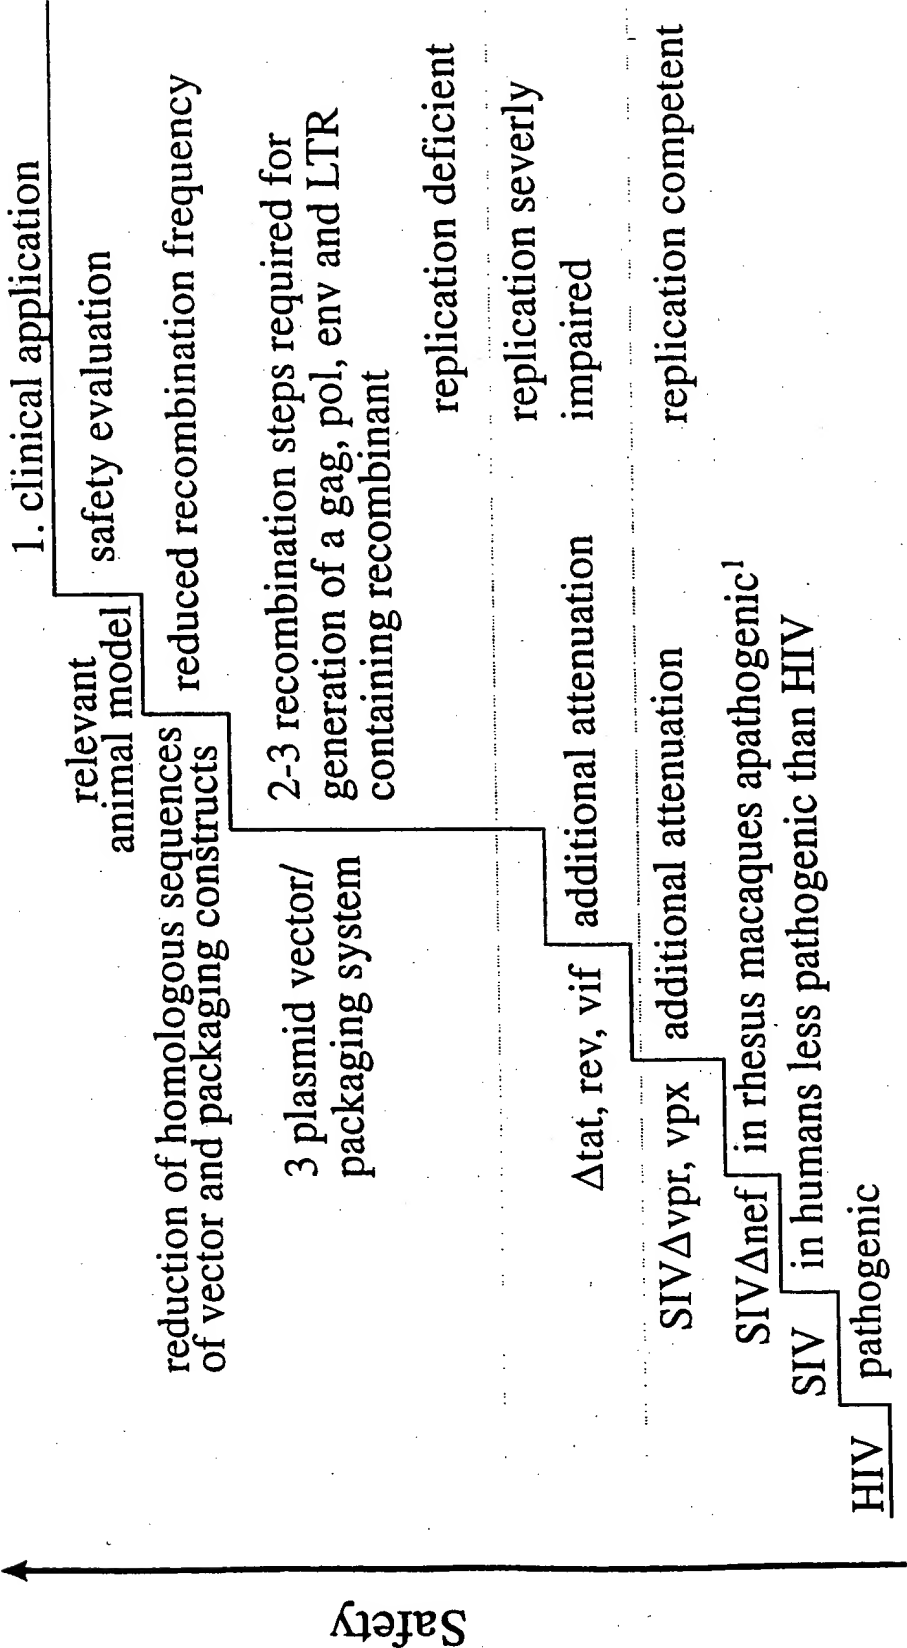 1. clinical application
relevant
animal model
safety evaluation
reduction of homologous sequences
of vector and packaging constructs
reduced recombination frequency
3 plasmid vector/
packaging system
2-3 recombination steps required for
generation of a gag, pol, env and LTR
containing recombinant
replication deficient
Δtat, rev, vif
additional attenuation
replication severly
impaired
SIVΔvpr, vpx
additional attenuation
replication competent
SIVΔnef
in rhesus macaques apathogenic¹
SIV
in humans less pathogenic than HIV
HIV
pathogenic
Safety